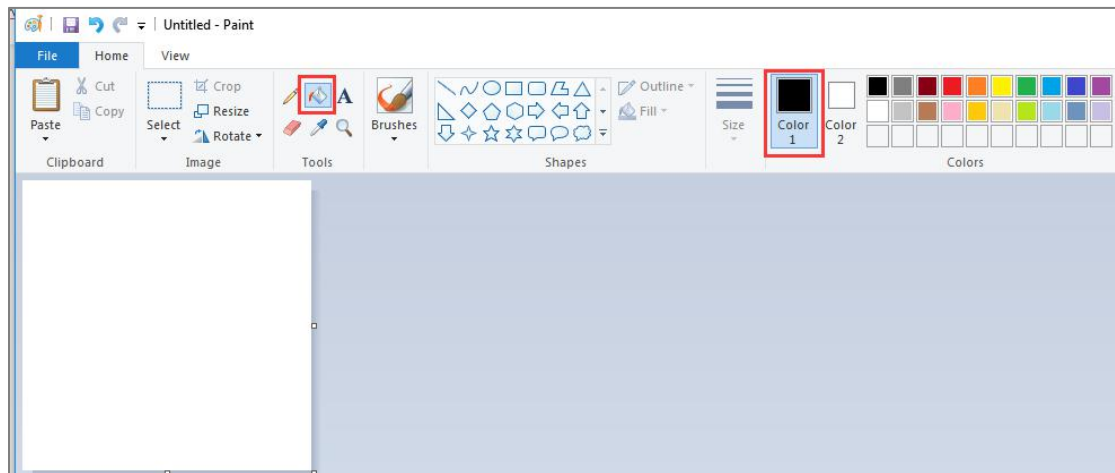 Untitled - Paint
File Home View
Cut
Copy
Paste
Clipboard
Select
Crop
Resize
Rotate
Image
A
Tools
Brushes
Outline
Fill
Shapes
Size
Color
1
Color
2
Colors